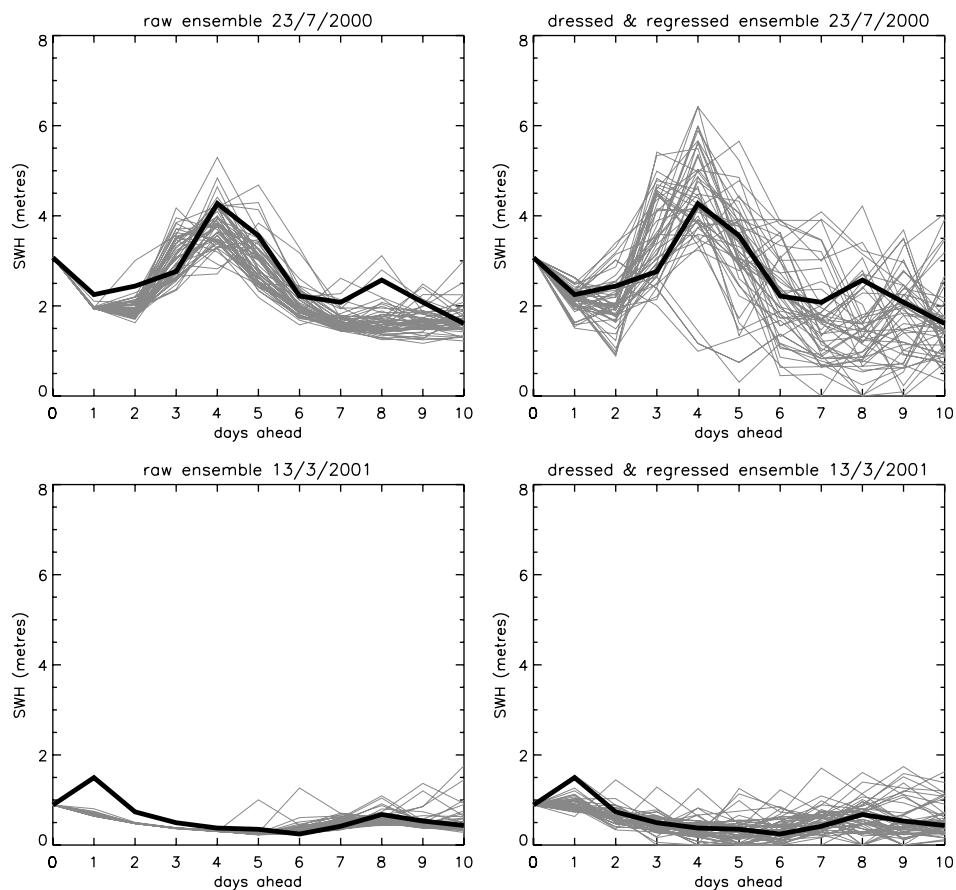 raw ensemble 23/7/2000
8
6
4
2
0
SWH (metres)
0 1 2 3 4 5 6 7 8 9 10
days ahead
dressed & regressed ensemble 23/7/2000
8
6
4
2
0
SWH (metres)
0 1 2 3 4 5 6 7 8 9 10
days ahead
raw ensemble 13/3/2001
8
6
4
2
0
SWH (metres)
0 1 2 3 4 5 6 7 8 9 10
days ahead
dressed & regressed ensemble 13/3/2001
8
6
4
2
0
SWH (metres)
0 1 2 3 4 5 6 7 8 9 10
days ahead